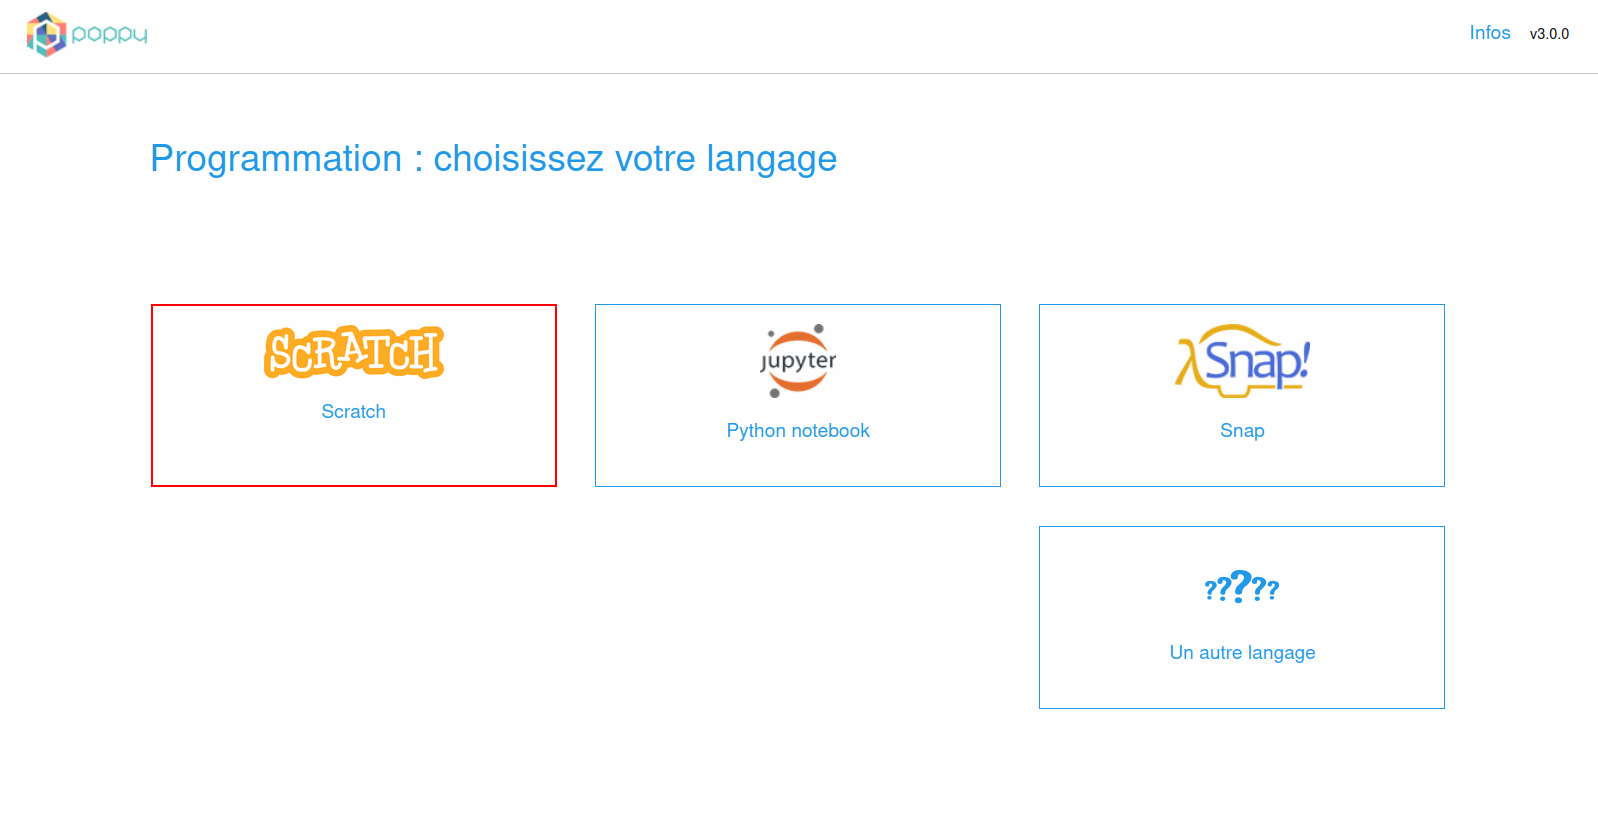 poppy
Infos v3.0.0
Programmation : choisissez votre langage
SCRATCH
Scratch
jupyter
Python notebook
λSnap!
Snap
?????
Un autre langage